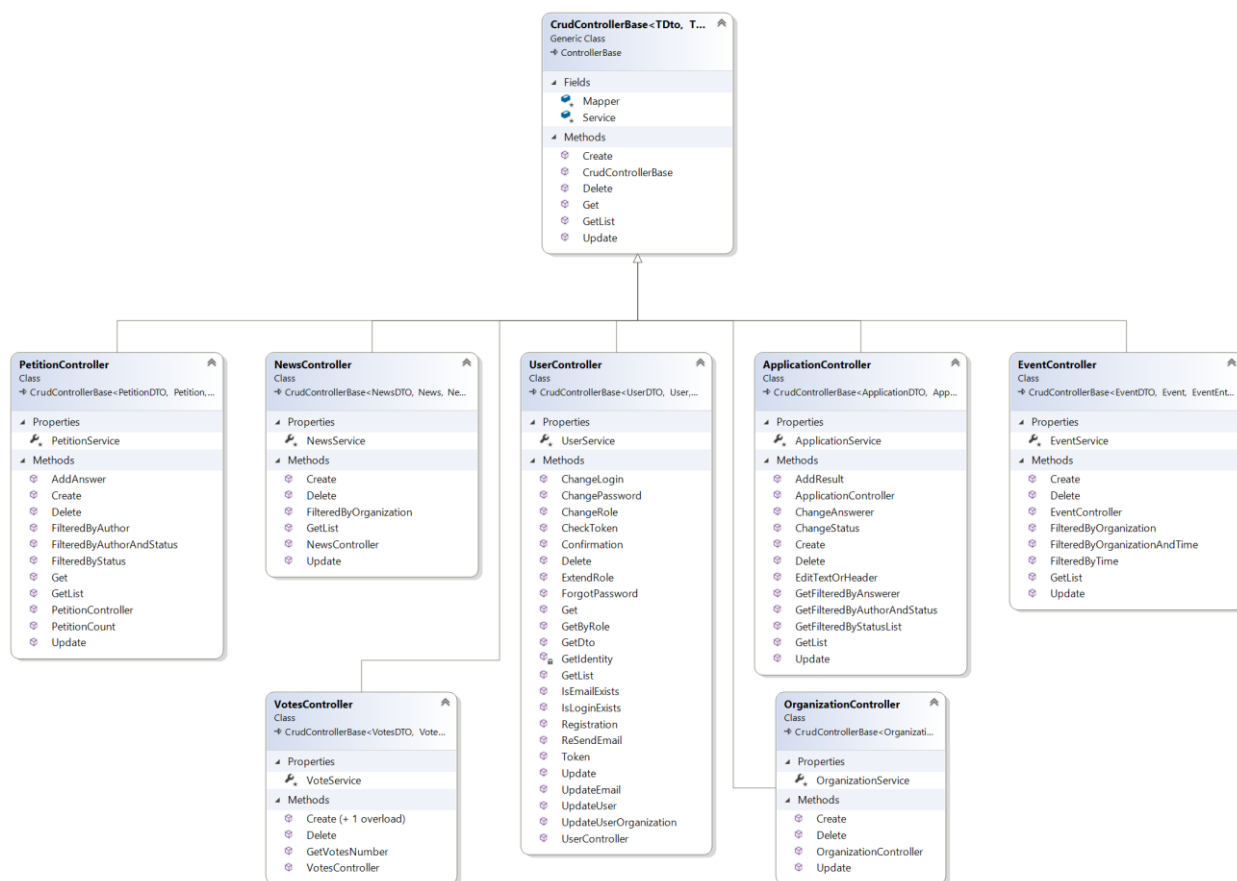 CrudControllerBase<TDto, T...
Generic Class
ControllerBase
Fields
Mapper
Service
Methods
Create
CrudControllerBase
Delete
Get
GetList
Update
PetitionController
Class
CrudControllerBase<PetitionDTO, Petition,...
Properties
PetitionService
Methods
AddAnswer
Create
Delete
FilteredByAuthor
FilteredByAuthorAndStatus
FilteredByStatus
Get
GetList
PetitionController
PetitionCount
Update
NewsController
Class
CrudControllerBase<NewsDTO, News, Ne...
Properties
NewsService
Methods
Create
Delete
FilteredByOrganization
GetList
NewsController
Update
UserController
Class
CrudControllerBase<UserDTO, User,...
Properties
UserService
Methods
ChangeLogin
ChangePassword
ChangeRole
CheckToken
Confirmation
Delete
ExtendRole
ForgotPassword
Get
GetByRole
GetDto
GetIdentity
GetList
IsEmailExists
IsLoginExists
Registration
ReSendEmail
Token
Update
UpdateEmail
UpdateUser
UpdateUserOrganization
UserController
ApplicationController
Class
CrudControllerBase<ApplicationDTO, App...
Properties
ApplicationService
Methods
AddResult
ApplicationController
ChangeAnswerer
ChangeStatus
Create
Delete
EditTextOrHeader
GetFilteredByAnswerer
GetFilteredByAuthorAndStatus
GetFilteredByStatusList
GetList
Update
EventController
Class
CrudControllerBase<EventDTO, Event, EventEnt...
Properties
EventService
Methods
Create
Delete
EventController
FilteredByOrganization
FilteredByOrganizationAndTime
FilteredByTime
GetList
Update
VotesController
Class
CrudControllerBase<VotesDTO, Vote...
Properties
VoteService
Methods
Create (+ 1 overload)
Delete
GetVotesNumber
VotesController
OrganizationController
Class
CrudControllerBase<Organizati...
Properties
OrganizationService
Methods
Create
Delete
OrganizationController
Update